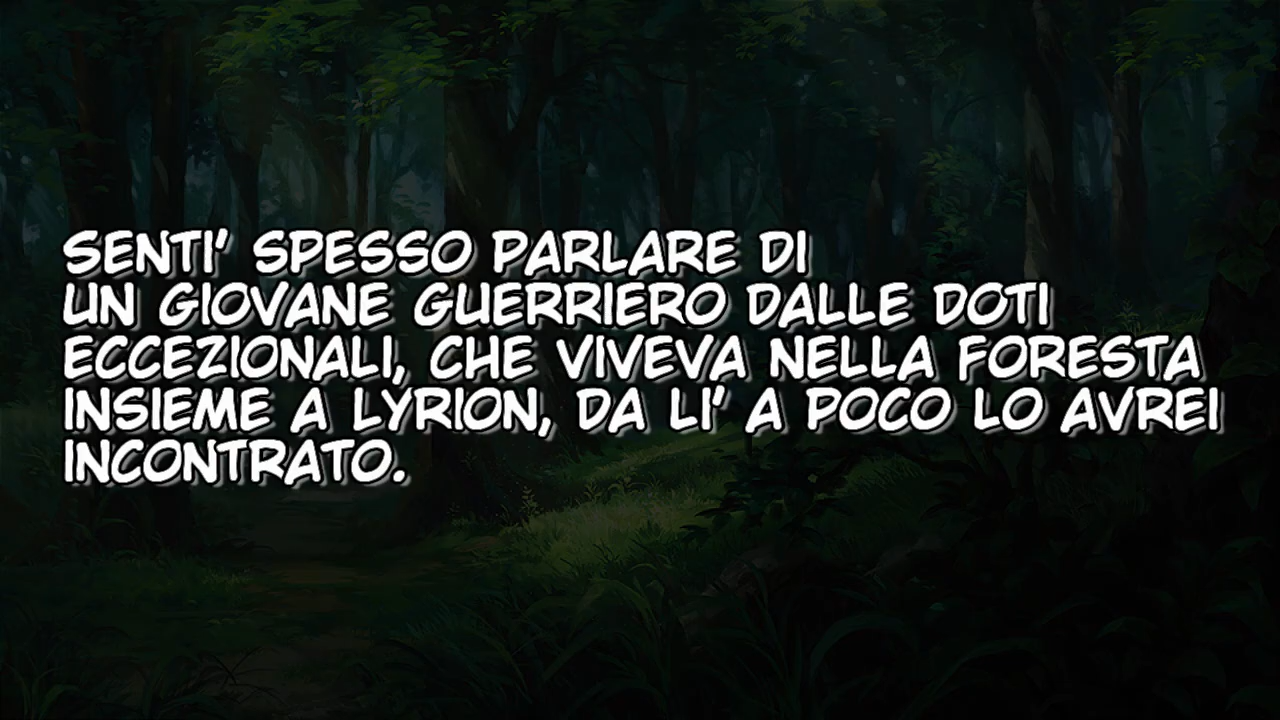 SENTI' SPESSO PARLARE DI
UN GIOVANE GUERRIERO DALLE DOTI
ECCEZIONALI, CHE VIVEVA NELLA FORESTA
INSIEME A LYRION, DA LI' A POCO LO AVREI
INCONTRATO.